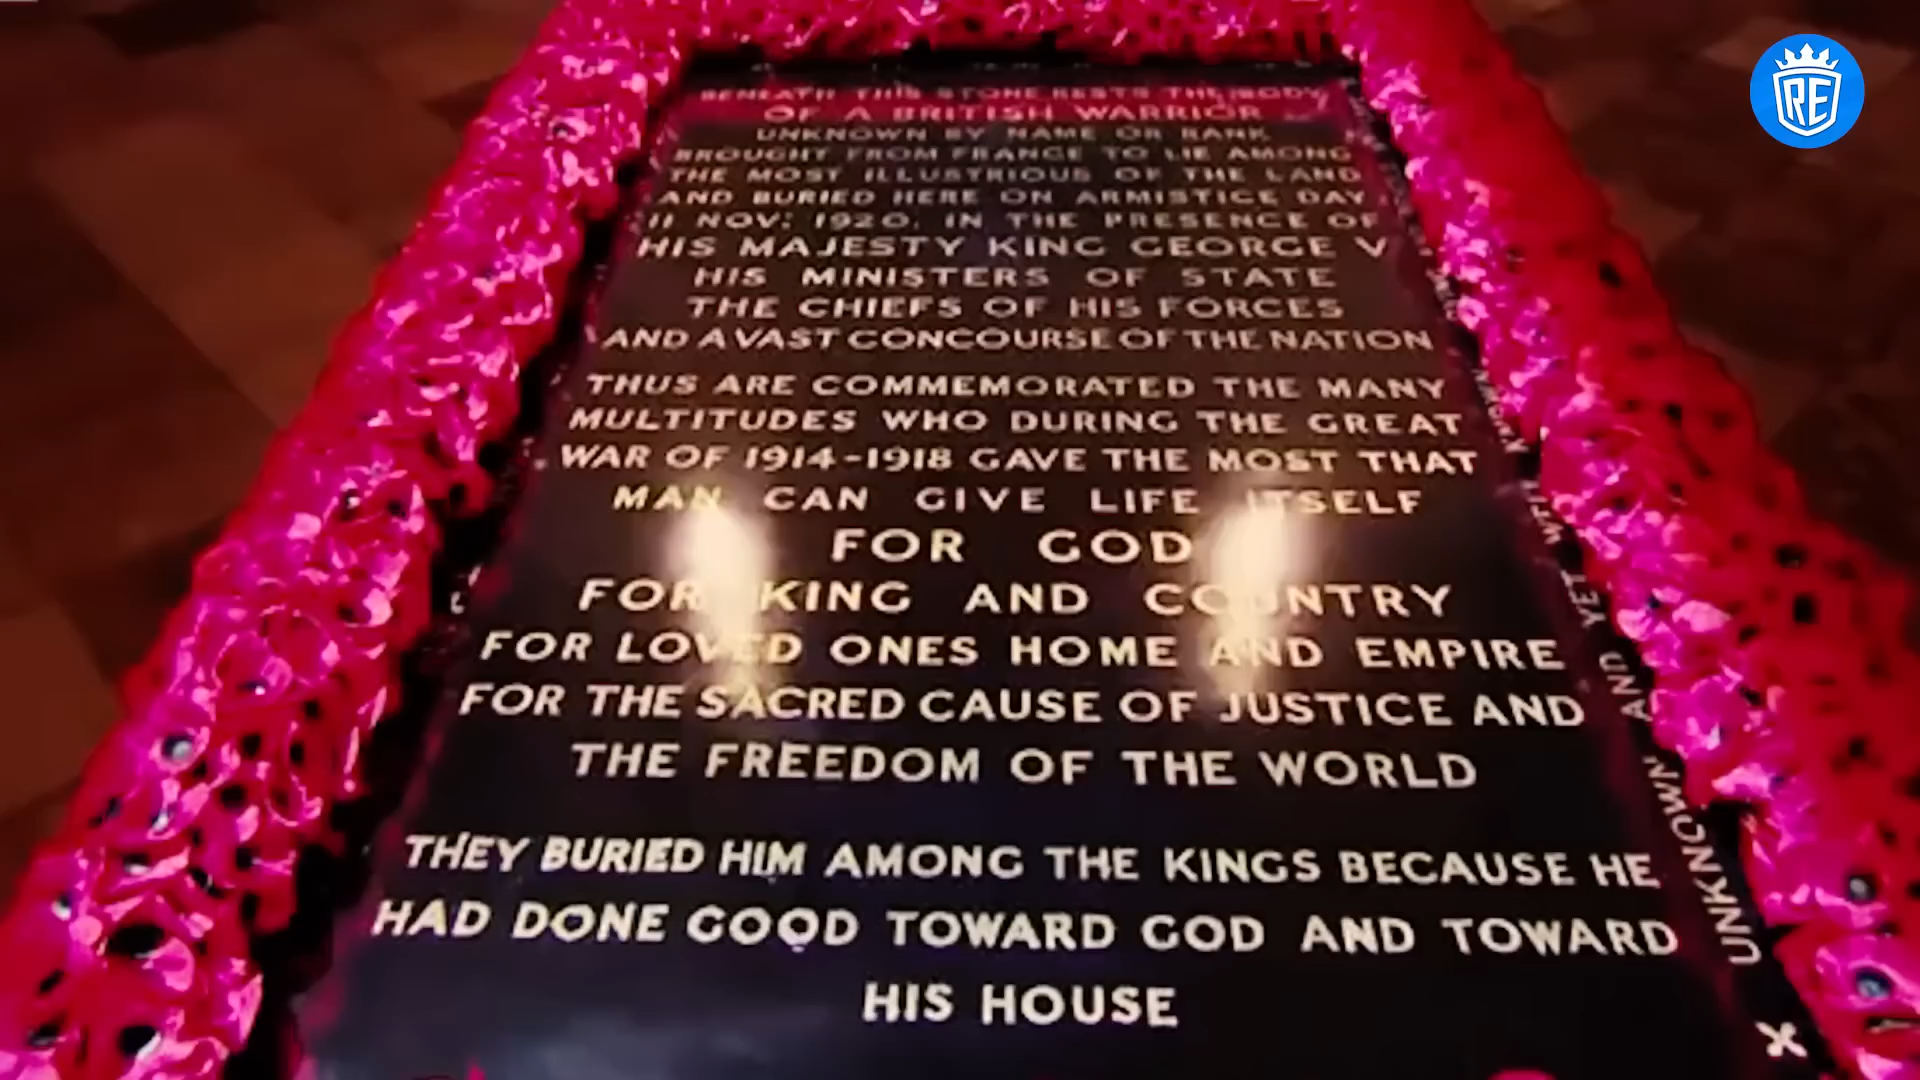 RE
BENEATH THIS STONE RESTS THE BODY
OF A BRITISH WARRIOR
UNKNOWN BY NAME OR RANK
BROUGHT FROM FRANCE TO LIE AMONG
THE MOST ILLUSTRIOUS OF THE LAND
AND BURIED HERE ON ARMISTICE DAY
11 NOV: 1920, IN THE PRESENCE OF
HIS MAJESTY KING GEORGE V
HIS MINISTERS OF STATE
THE CHIEFS OF HIS FORCES
AND A VAST CONCOURSE OF THE NATION
THUS ARE COMMEMORATED THE MANY
MULTITUDES WHO DURING THE GREAT
WAR OF 1914-1918 GAVE THE MOST THAT
MAN CAN GIVE LIFE ITSELF
FOR GOD
FOR KING AND COUNTRY
FOR LOVED ONES HOME AND EMPIRE
FOR THE SACRED CAUSE OF JUSTICE AND
THE FREEDOM OF THE WORLD
THEY BURIED HIM AMONG THE KINGS BECAUSE HE
HAD DONE GOOD TOWARD GOD AND TOWARD
HIS HOUSE
UNKNOWN AND YET WELL KNOWN